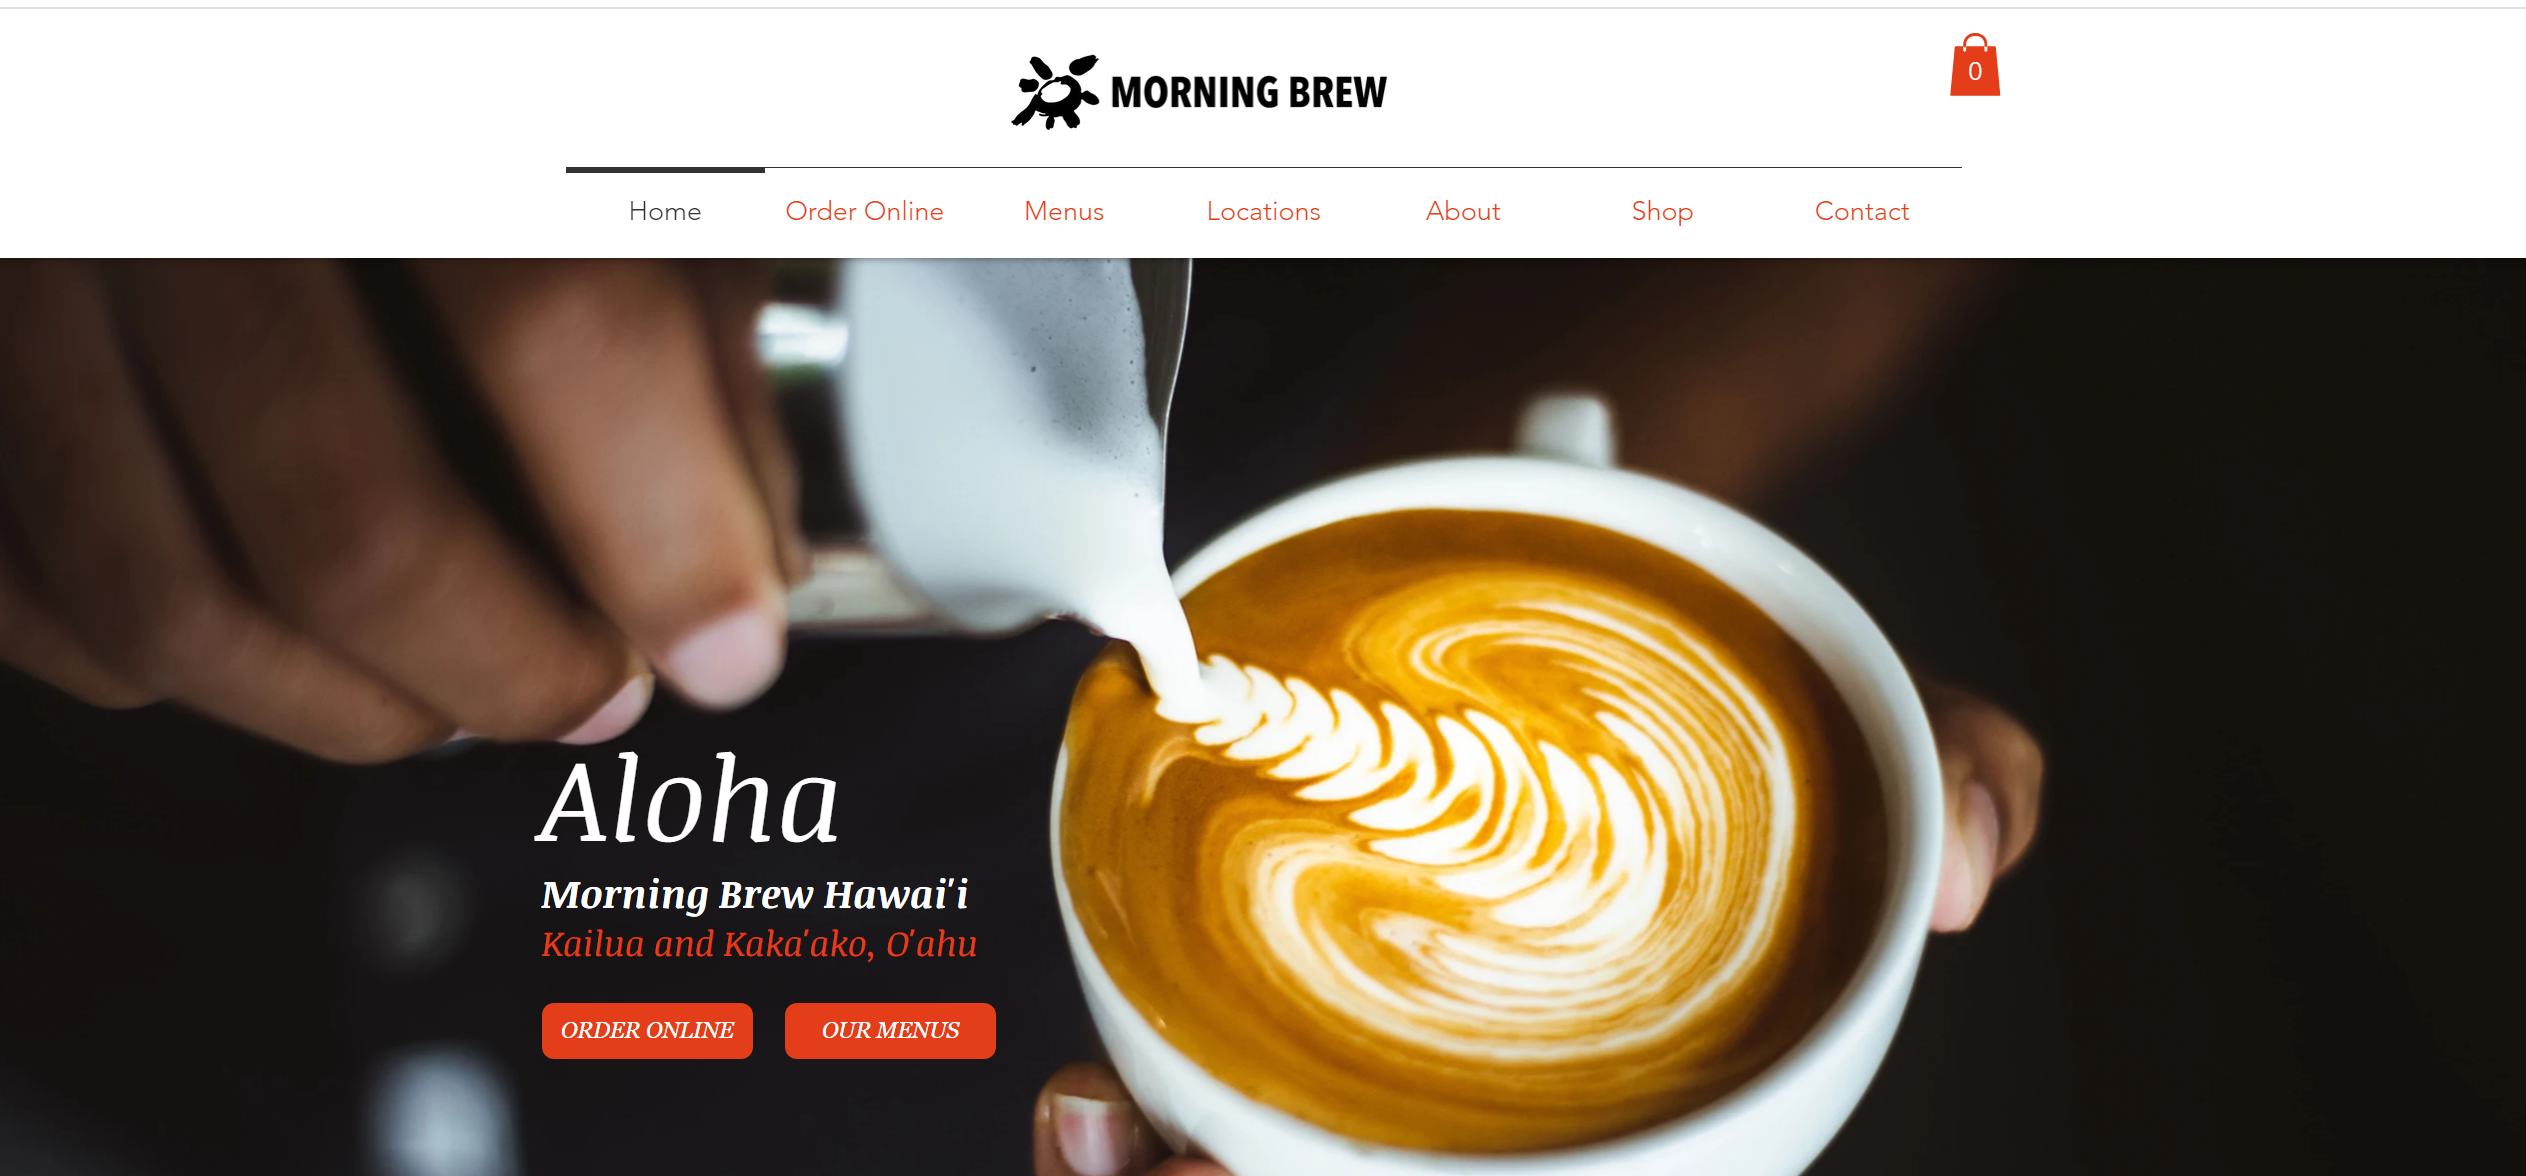 MORNING BREW
0
Home Order Online Menus Locations About Shop Contact
Aloha
Morning Brew Hawai'i
Kailua and Kaka'ako, O'ahu
ORDER ONLINE OUR MENUS